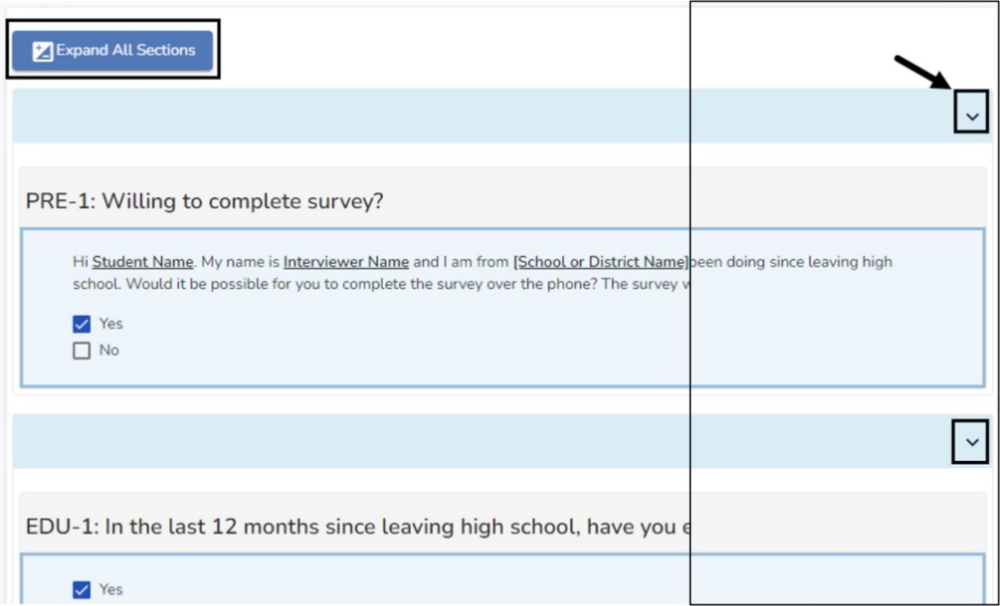 Expand All Sections
PRE-1: Willing to complete survey?
Hi Student Name. My name is Interviewer Name and I am from [School or District Name]been doing since leaving high
school. Would it be possible for you to complete the survey over the phone? The survey
Yes
No
EDU-1: In the last 12 months since leaving high school, have you
Yes